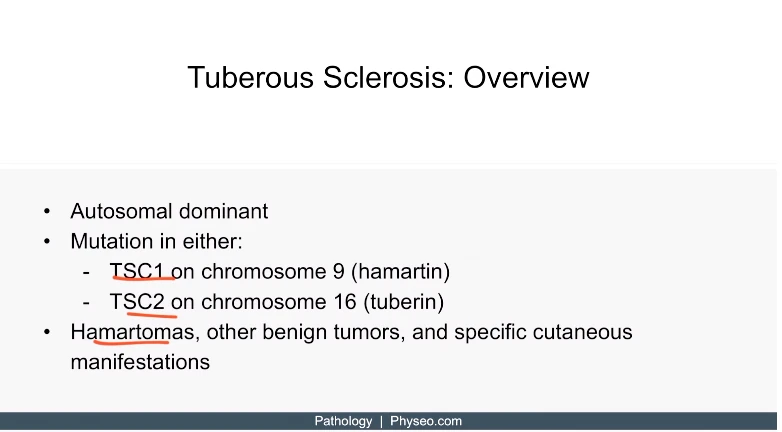 Tuberous Sclerosis: Overview
• Autosomal dominant
• Mutation in either:
- TSC1 on chromosome 9 (hamartin)
- TSC2 on chromosome 16 (tuberin)
• Hamartomas, other benign tumors, and specific cutaneous
manifestations
Pathology | Physeo.com